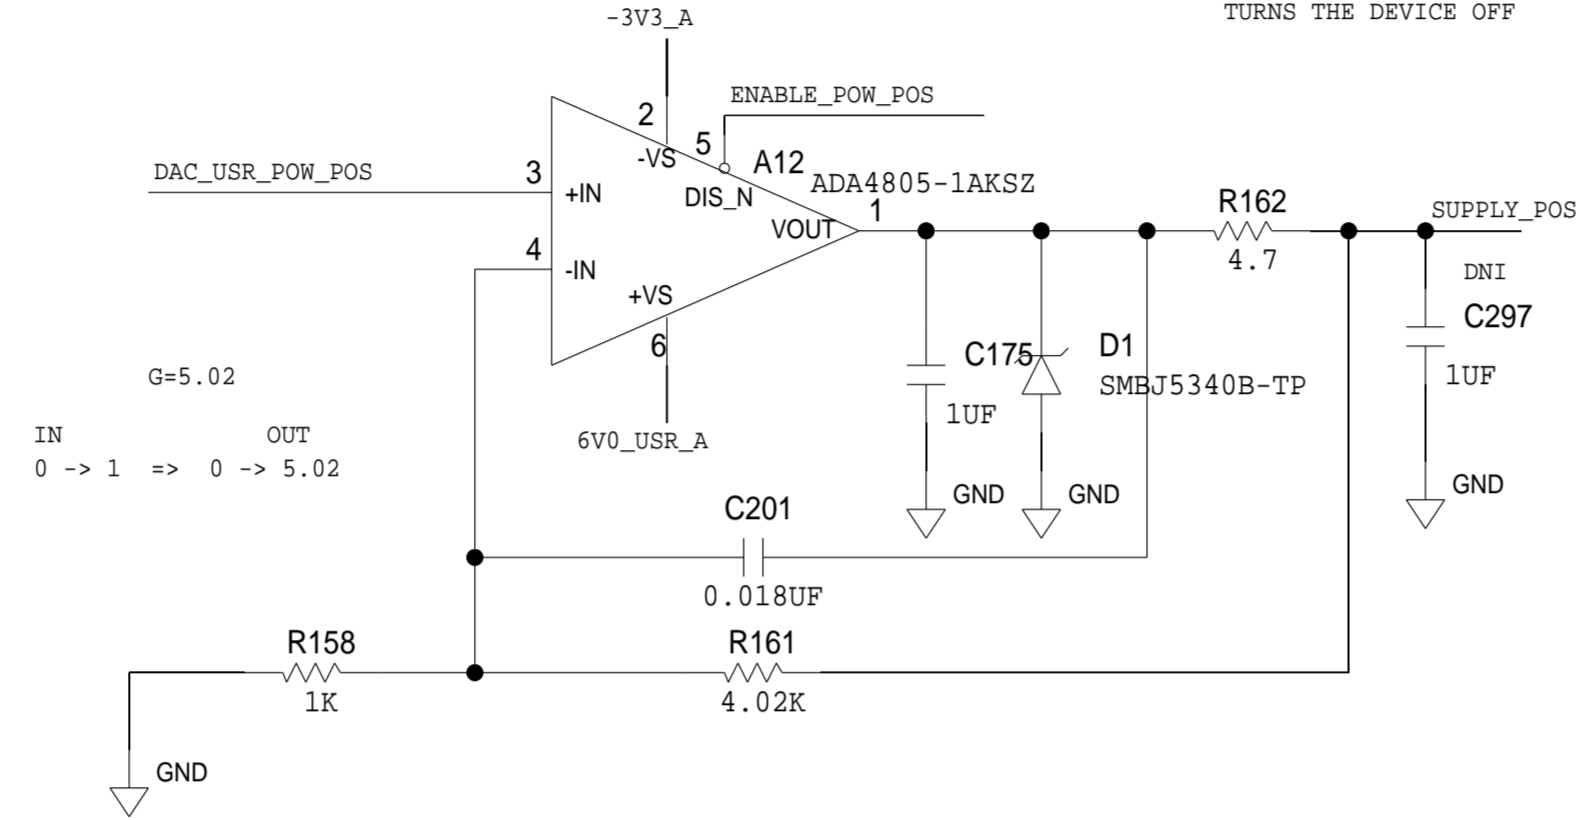 TURNS THE DEVICE OFF
-3V3_A
ENABLE_POW_POS
2
5
-VS
A12
DAC_USR_POW_POS
3
+IN
DIS_N
ADA4805-1AKSZ
1
VOUT
R162
4.7
SUPPLY_POS
4
-IN
+VS
6
DNI
C297
1UF
C175
1UF
D1
SMBJ5340B-TP
G=5.02
6V0_USR_A
IN OUT
0 -> 1 => 0 -> 5.02
GND
GND
GND
C201
0.018UF
R158
1K
R161
4.02K
GND